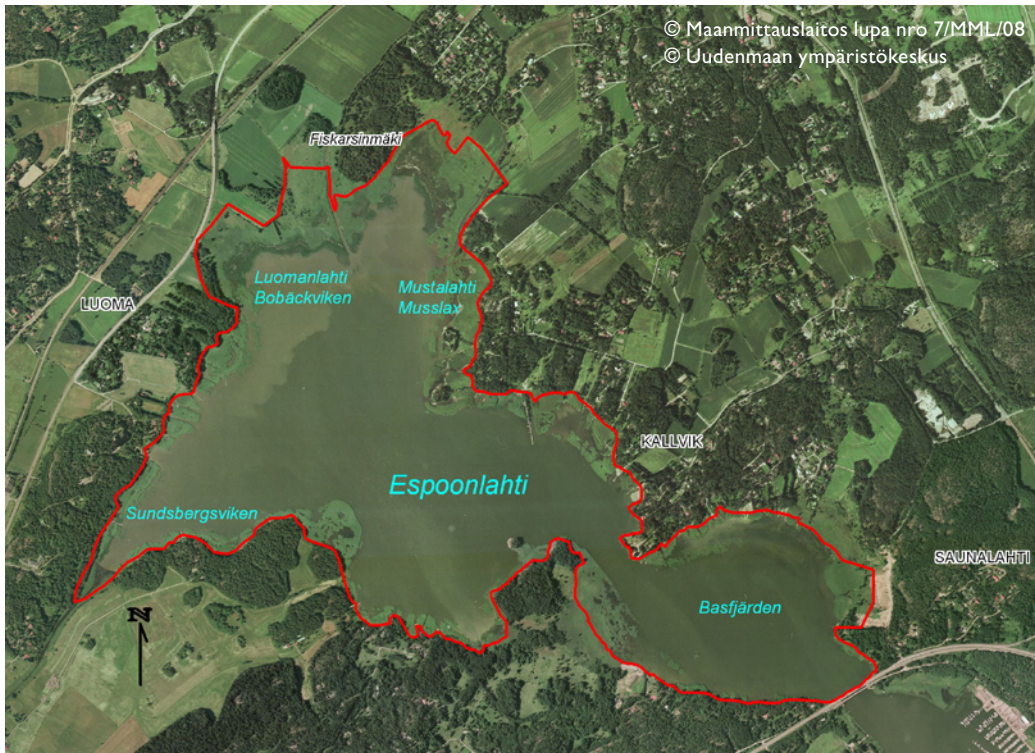 © Maanmittauslaitos lupa nro 7/MML/08
© Uudenmaan ympäristökeskus
Fiskarsinmäki
Luomanlahti
Bobäckviken
Mustalahti
Musslax
LUOMA
KALLVIK
Espoonlahti
Sundsbergsviken
SAUNALAHTI
Basfjärden
N